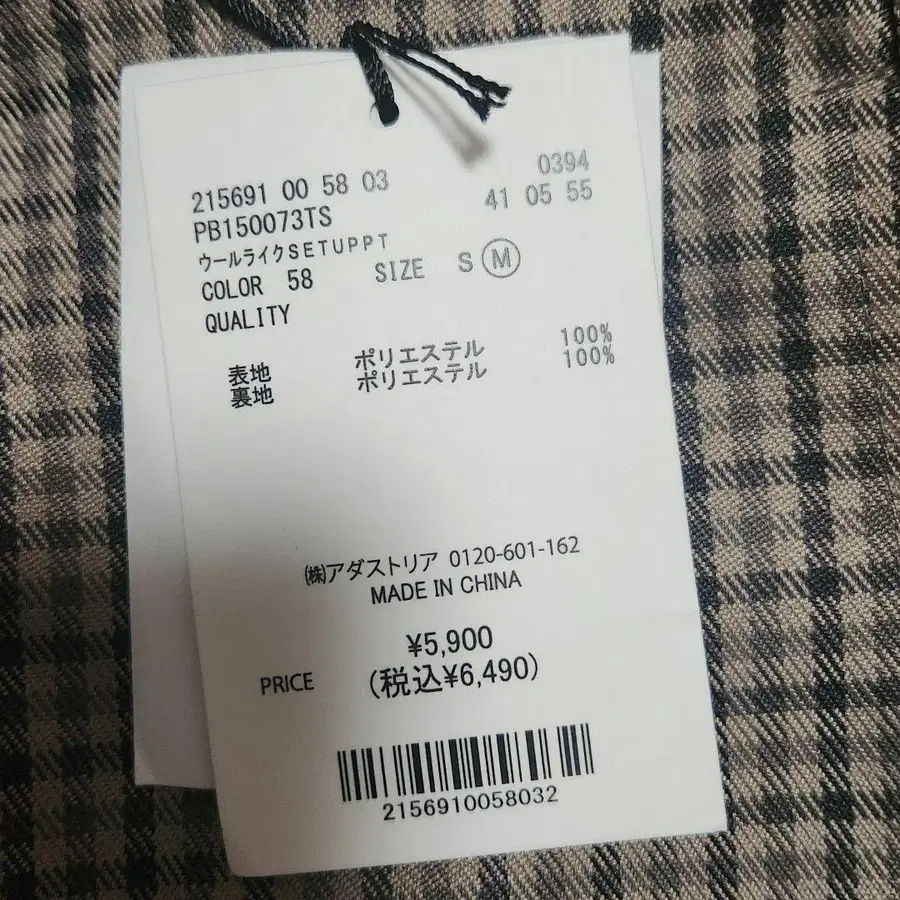 215691 00 58 03 0394
PB150073TS 41 05 55
ウールライクSETUPPT
COLOR 58 SIZE S M
QUALITY
表地 ポリエステル 100%
裏地 ポリエステル 100%
㈱アダストリア 0120-601-162
MADE IN CHINA
¥5,900
PRICE (税込¥6,490)
2156910058032